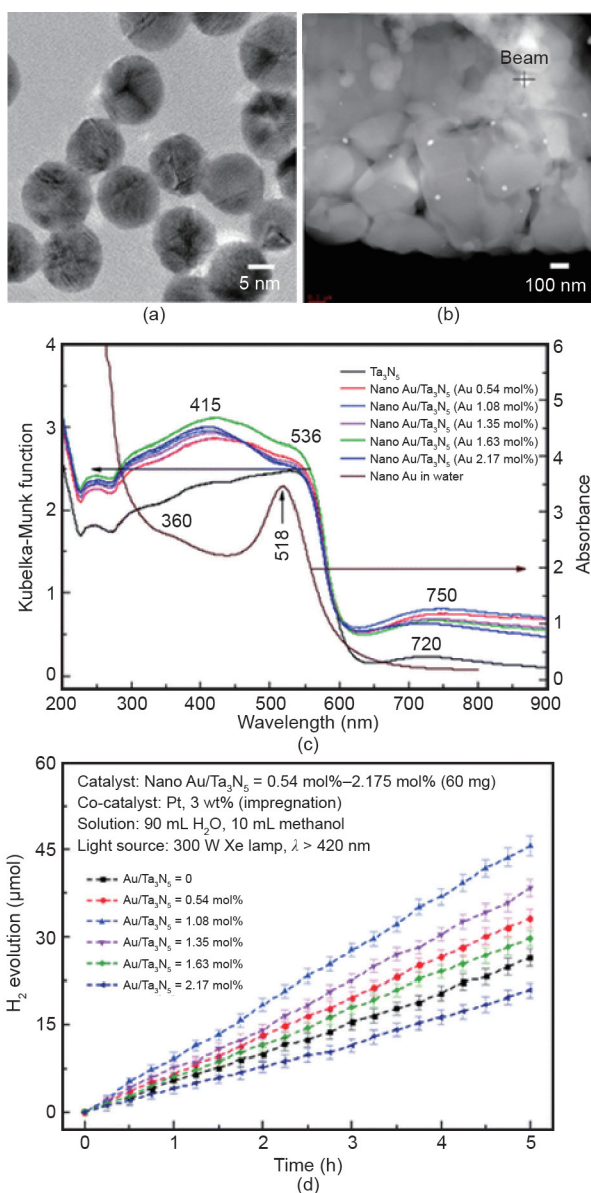 5 nm
(a)
Beam
100 nm
(b)
4
3
2
1
0
Kubelka-Munk function
6
5
4
3
2
1
0
Absorbance
415
536
360
518
750
720
Ta₃N₅
Nano Au/Ta₃N₅ (Au 0.54 mol%)
Nano Au/Ta₃N₅ (Au 1.08 mol%)
Nano Au/Ta₃N₅ (Au 1.35 mol%)
Nano Au/Ta₃N₅ (Au 1.63 mol%)
Nano Au/Ta₃N₅ (Au 2.17 mol%)
Nano Au in water
200 300 400 500 600 700 800 900
Wavelength (nm)
(c)
60
45
30
15
0
H₂ evolution (μmol)
Catalyst: Nano Au/Ta₃N₅ = 0.54 mol%–2.175 mol% (60 mg)
Co-catalyst: Pt, 3 wt% (impregnation)
Solution: 90 mL H₂O, 10 mL methanol
Light source: 300 W Xe lamp, λ > 420 nm
Au/Ta₃N₅ = 0
Au/Ta₃N₅ = 0.54 mol%
Au/Ta₃N₅ = 1.08 mol%
Au/Ta₃N₅ = 1.35 mol%
Au/Ta₃N₅ = 1.63 mol%
Au/Ta₃N₅ = 2.17 mol%
0 1 2 3 4 5
Time (h)
(d)